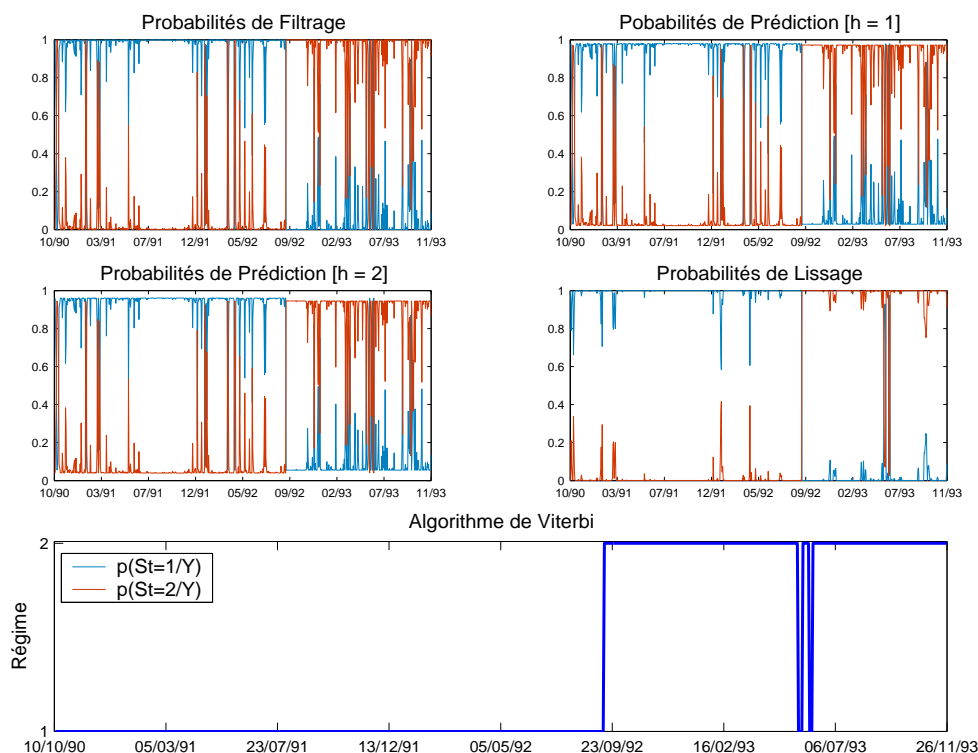 Probabilités de Filtrage
1
0.8
0.6
0.4
0.2
0
10/90 03/91 07/91 12/91 05/92 09/92 02/93 07/93 11/93
Pobabilités de Prédiction [h = 1]
1
0.8
0.6
0.4
0.2
0
10/90 03/91 07/91 12/91 05/92 09/92 02/93 07/93 11/93
Probabilités de Prédiction [h = 2]
1
0.8
0.6
0.4
0.2
0
10/90 03/91 07/91 12/91 05/92 09/92 02/93 07/93 11/93
Probabilités de Lissage
1
0.8
0.6
0.4
0.2
0
10/90 03/91 07/91 12/91 05/92 09/92 02/93 07/93 11/93
Algorithme de Viterbi
2
p(St=1/Y)
p(St=2/Y)
Régime
1
10/10/90 05/03/91 23/07/91 13/12/91 05/05/92 23/09/92 16/02/93 06/07/93 26/11/93